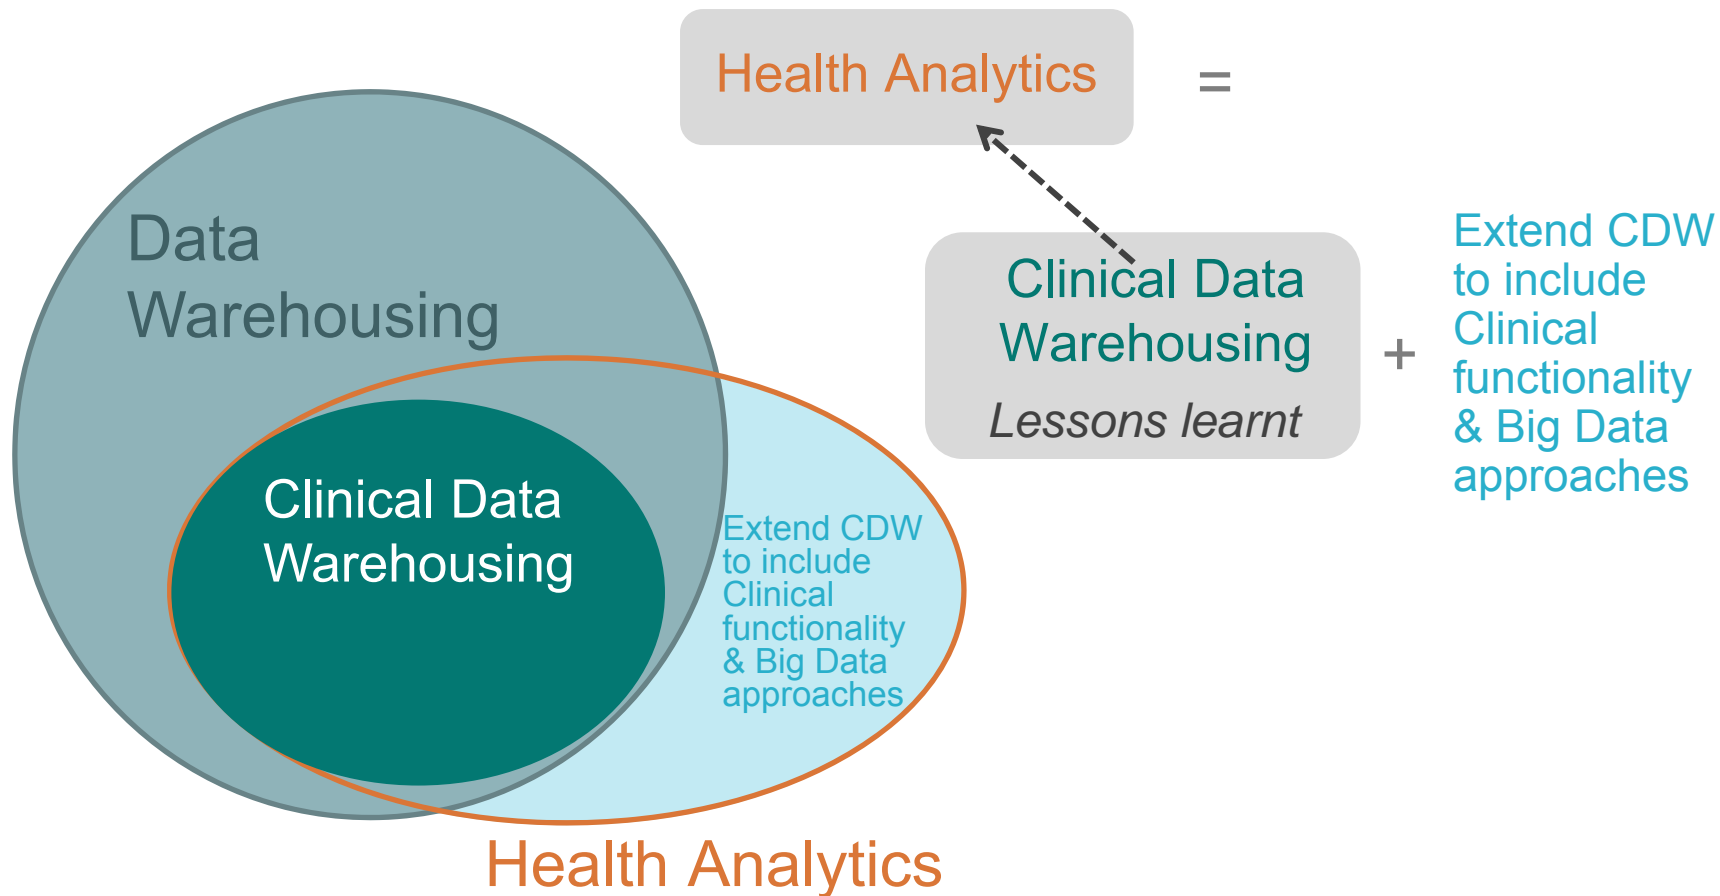 Health Analytics
=
Data
Warehousing
Clinical Data
Warehousing
Lessons learnt
+
Extend CDW
to include
Clinical
functionality
& Big Data
approaches
Clinical Data
Warehousing
Extend CDW
to include
Clinical
functionality
& Big Data
approaches
Health Analytics